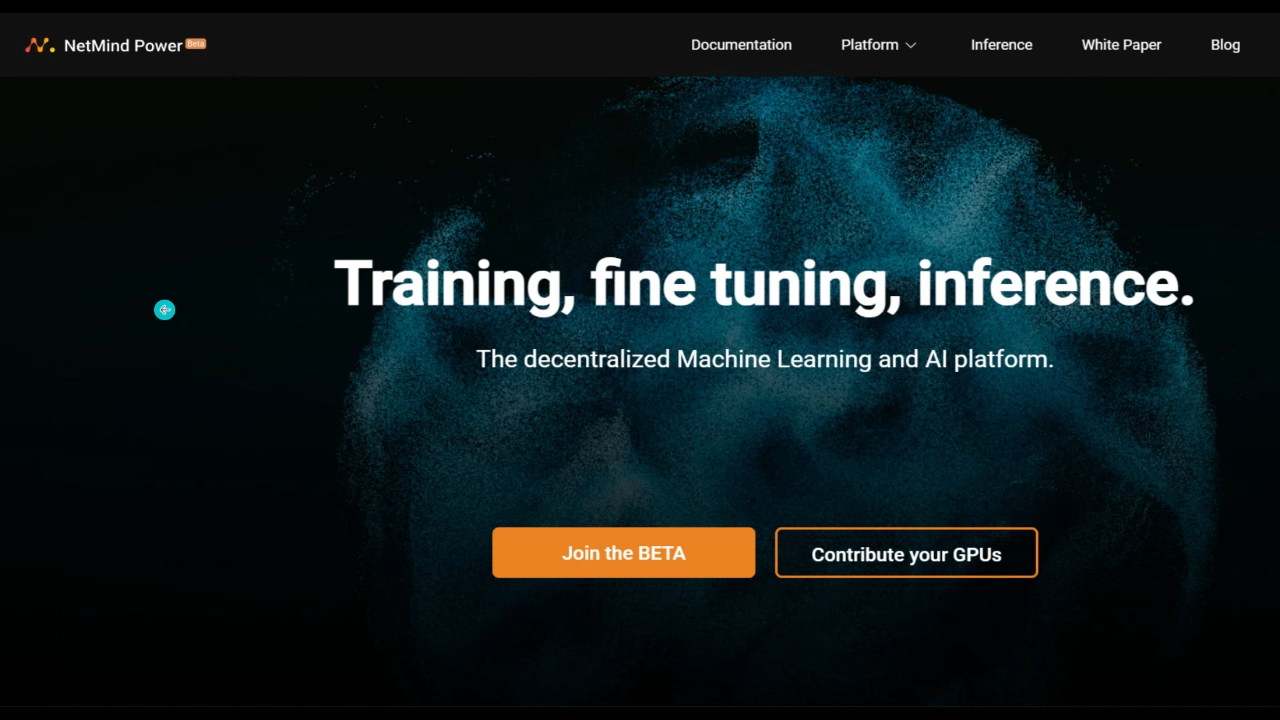 NetMind Power Beta
Documentation
Platform
Inference
White Paper
Blog
Training, fine tuning, inference.
The decentralized Machine Learning and AI platform.
Join the BETA
Contribute your GPUs